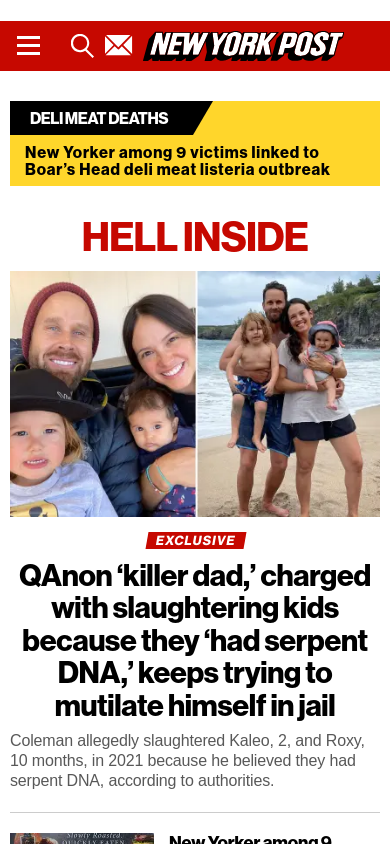 NEW YORK POST
DELI MEAT DEATHS
New Yorker among 9 victims linked to
Boar’s Head deli meat listeria outbreak
HELL INSIDE
EXCLUSIVE
QAnon ‘killer dad,’ charged
with slaughtering kids
because they ‘had serpent
DNA,’ keeps trying to
mutilate himself in jail
Coleman allegedly slaughtered Kaleo, 2, and Roxy,
10 months, in 2021 because he believed they had
serpent DNA, according to authorities.
Slowly Roasted
QUICKLY EATEN
New Yorker among 9